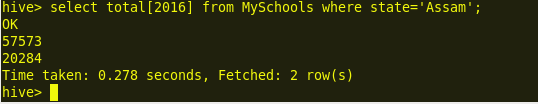 hive> select total[2016] from MySchools where state='Assam';
OK
57573
20284
Time taken: 0.278 seconds, Fetched: 2 row(s)
hive>